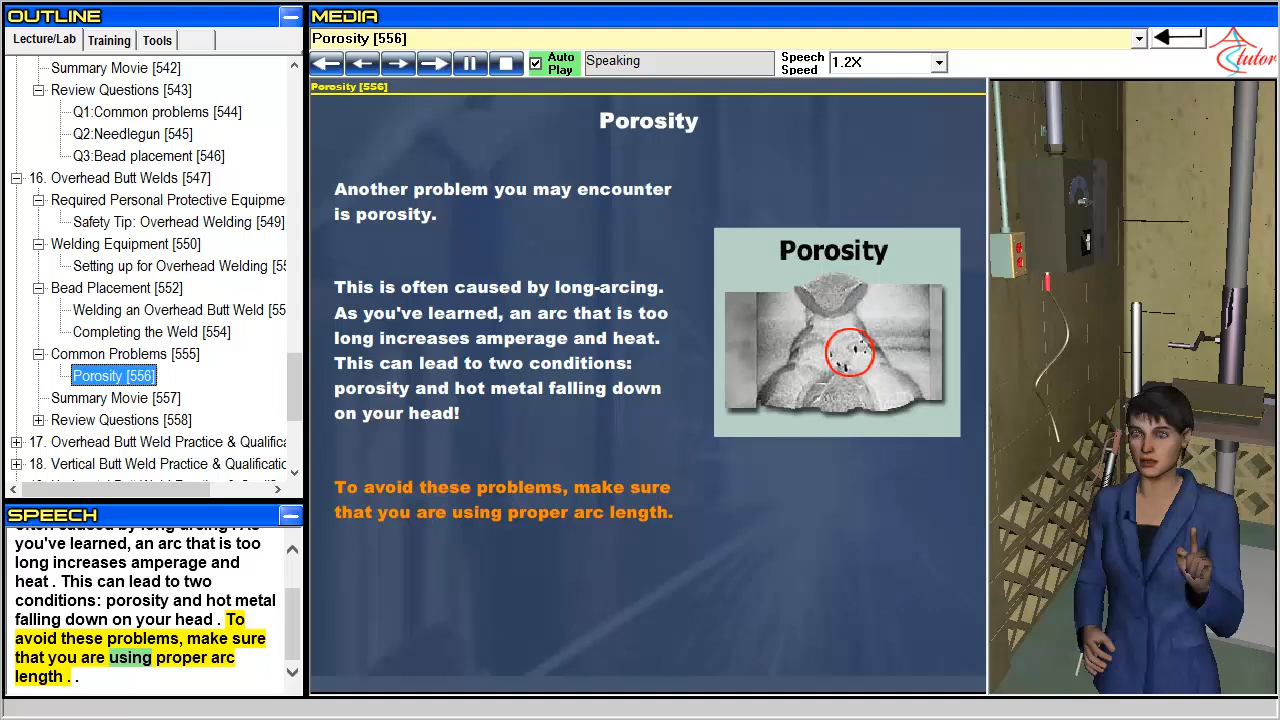 OUTLINE
Lecture/Lab
Training
Tools
Summary Movie [542]
Review Questions [543]
Q1:Common problems [544]
Q2:Needlegun [545]
Q3:Bead placement [546]
16. Overhead Butt Welds [547]
Required Personal Protective Equipme
Safety Tip: Overhead Welding [549]
Welding Equipment [550]
Setting up for Overhead Welding [55
Bead Placement [552]
Welding an Overhead Butt Weld [55
Completing the Weld [554]
Common Problems [555]
Porosity [556]
Summary Movie [557]
Review Questions [558]
17. Overhead Butt Weld Practice & Qualifica
18. Vertical Butt Weld Practice & Qualificatio
SPEECH
you've learned, an arc that is too
long increases amperage and
heat . This can lead to two
conditions: porosity and hot metal
falling down on your head . To
avoid these problems, make sure
that you are using proper arc
length . .
MEDIA
Porosity [556]
Auto
Play
Speaking
Speech
Speed
1.2X
tutor
Porosity [556]
Porosity
Another problem you may encounter
is porosity.
This is often caused by long-arcing.
As you've learned, an arc that is too
long increases amperage and heat.
This can lead to two conditions:
porosity and hot metal falling down
on your head!
To avoid these problems, make sure
that you are using proper arc length.
Porosity